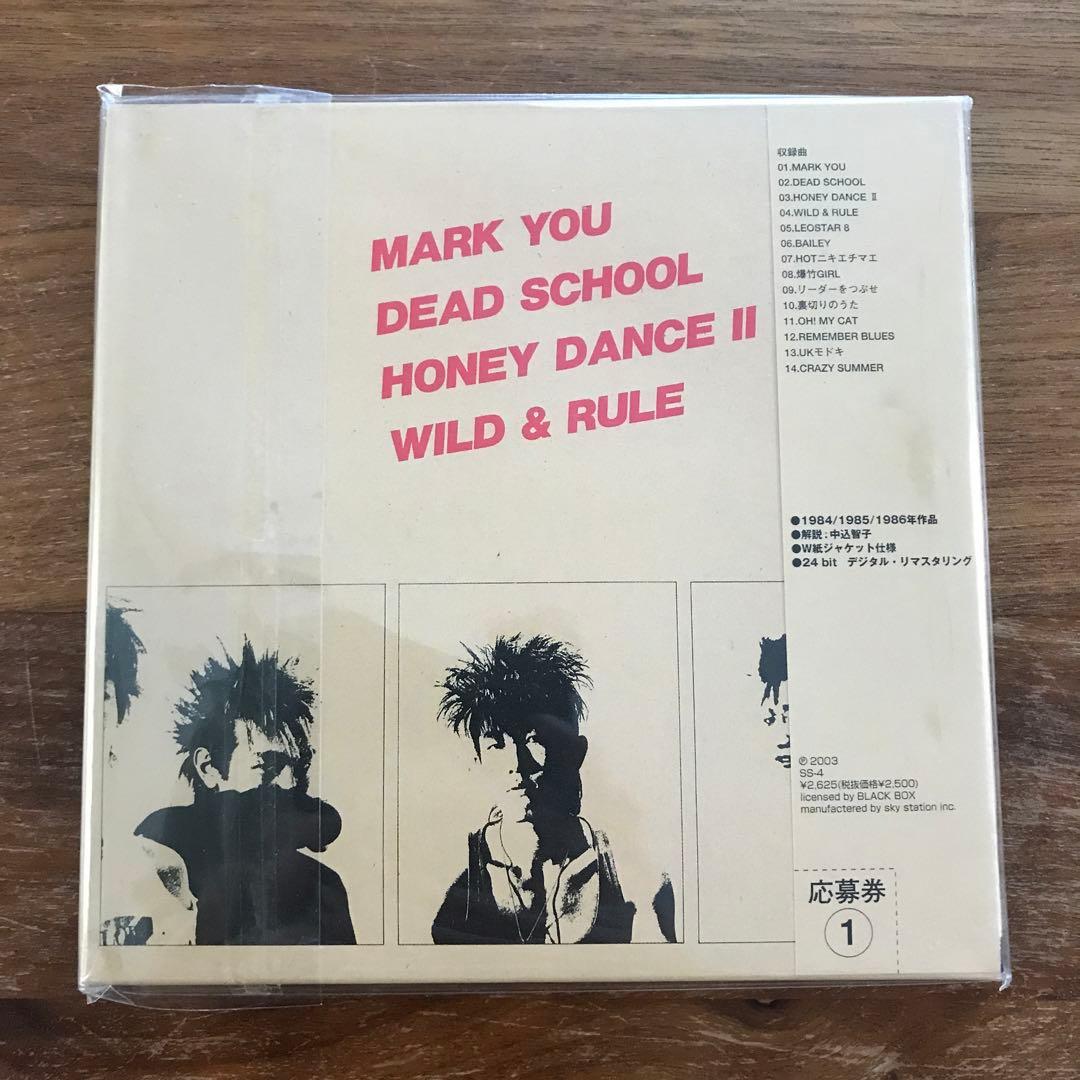 MARK YOU
DEAD SCHOOL
HONEY DANCE II
WILD & RULE
収録曲
01.MARK YOU
02.DEAD SCHOOL
03.HONEY DANCE Ⅱ
04.WILD & RULE
05.LEOSTAR 8
06.BAILEY
07.HOTニキエチマエ
08.爆竹GIRL
09.リーダーをつぶせ
10.裏切りのうた
11.OH! MY CAT
12.REMEMBER BLUES
13.UKモドキ
14.CRAZY SUMMER
●1984/1985/1986年作品
●解説:中込智子
●W紙ジャケット仕様
●24 bit デジタル・リマスタリング
℗ 2003
SS-4
¥2,625(税抜価格¥2,500)
licensed by BLACK BOX
manufactered by sky station inc.
応募券
1